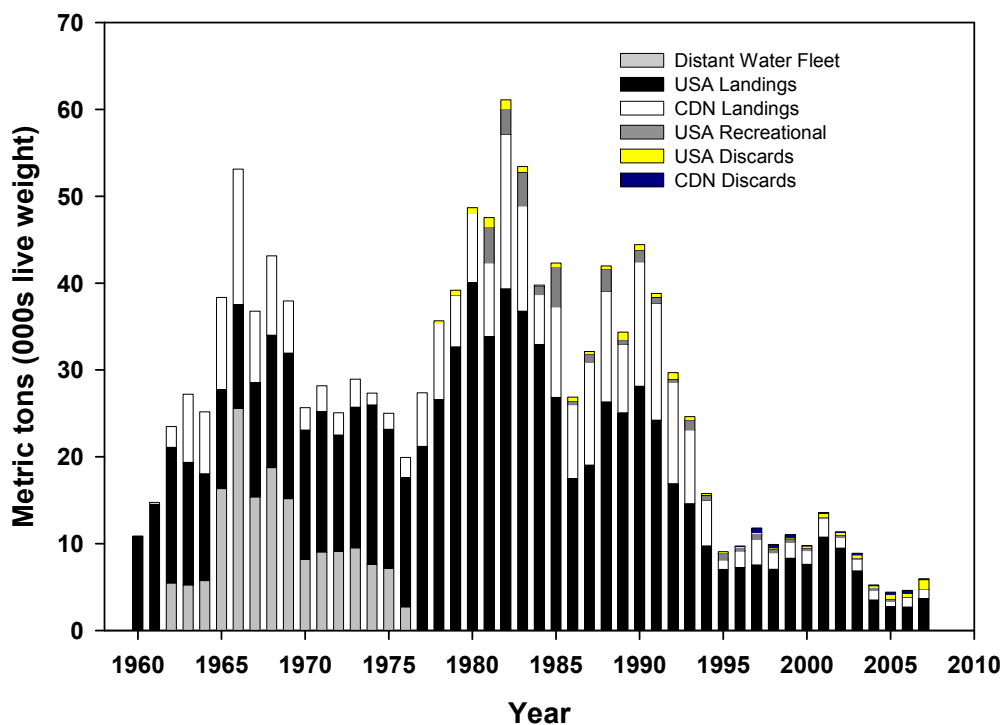 Metric tons (000s live weight)
70
60
50
40
30
20
10
0
Distant Water Fleet
USA Landings
CDN Landings
USA Recreational
USA Discards
CDN Discards
1960 1965 1970 1975 1980 1985 1990 1995 2000 2005 2010
Year